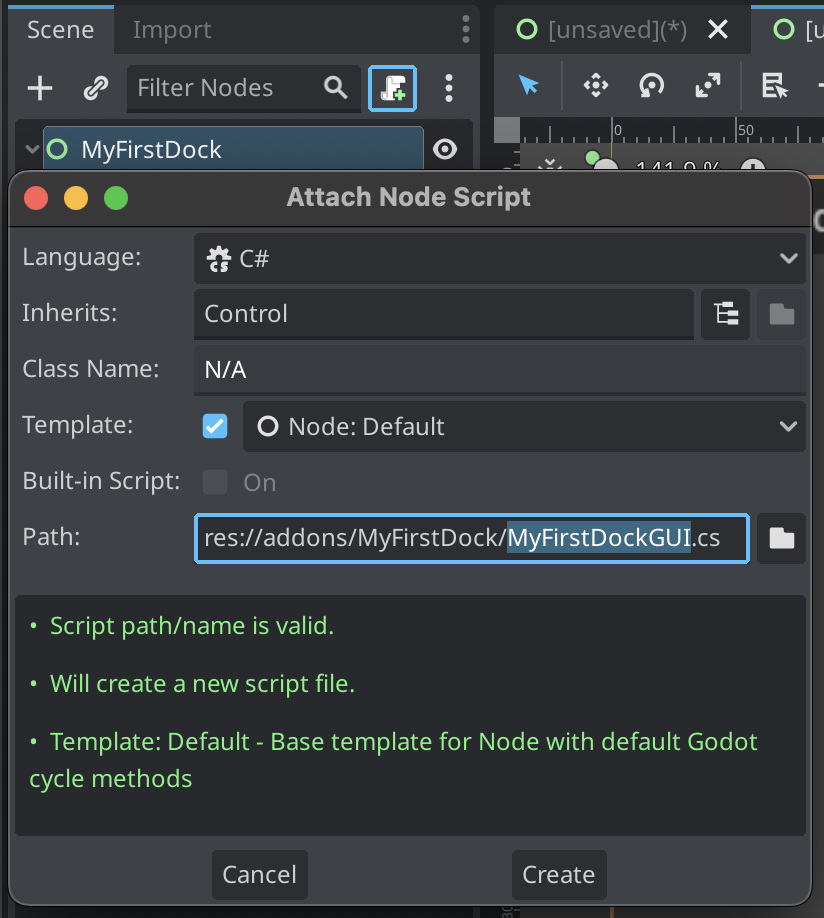 Scene
Import
[unsaved](*)
Filter Nodes
0
50
MyFirstDock
141.9 %
Attach Node Script
Language:
C#
Inherits:
Control
Class Name:
N/A
Template:
Node: Default
Built-in Script:
On
Path:
res://addons/MyFirstDock/MyFirstDockGUI.cs
• Script path/name is valid.
• Will create a new script file.
• Template: Default - Base template for Node with default Godot
cycle methods
Cancel
Create